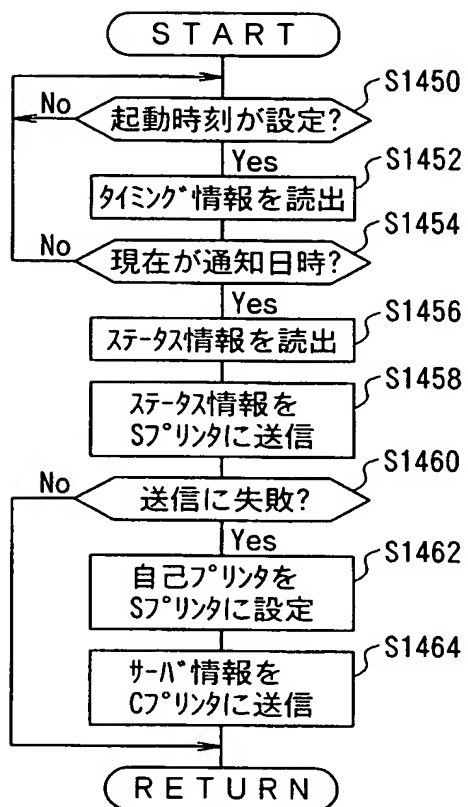 START
S1450
No
起動時刻が設定?
Yes
S1452
ﾀｲﾐﾝｸﾞ情報を読出
S1454
No
現在が通知日時?
Yes
S1456
ｽﾃｰﾀｽ情報を読出
S1458
ｽﾃｰﾀｽ情報を
Sﾌﾟﾘﾝﾀに送信
S1460
No
送信に失敗?
Yes
S1462
自己ﾌﾟﾘﾝﾀを
Sﾌﾟﾘﾝﾀに設定
S1464
ｻｰﾊﾞ情報を
Cﾌﾟﾘﾝﾀに送信
RETURN